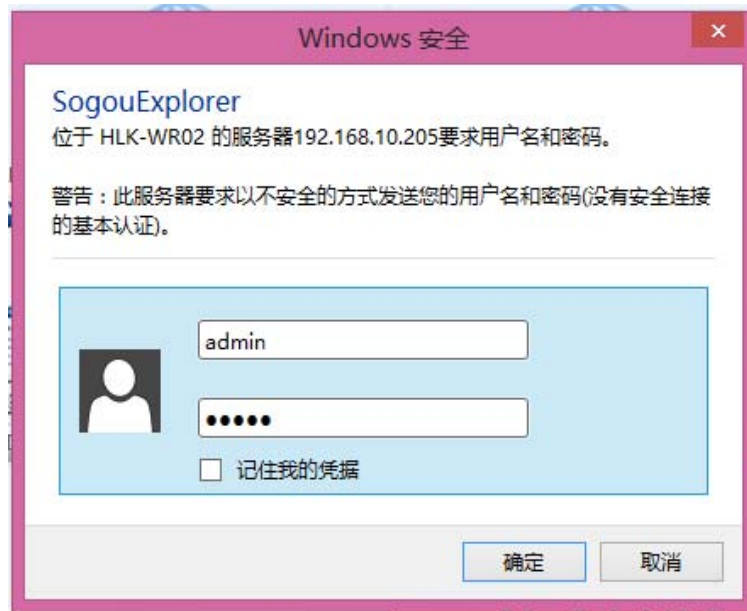 Windows 安全
SogouExplorer
位于 HLK-WR02 的服务器192.168.10.205要求用户名和密码。
警告：此服务器要求以不安全的方式发送您的用户名和密码(没有安全连接
的基本认证)。
admin
●●●●●
记住我的凭据
确定
取消